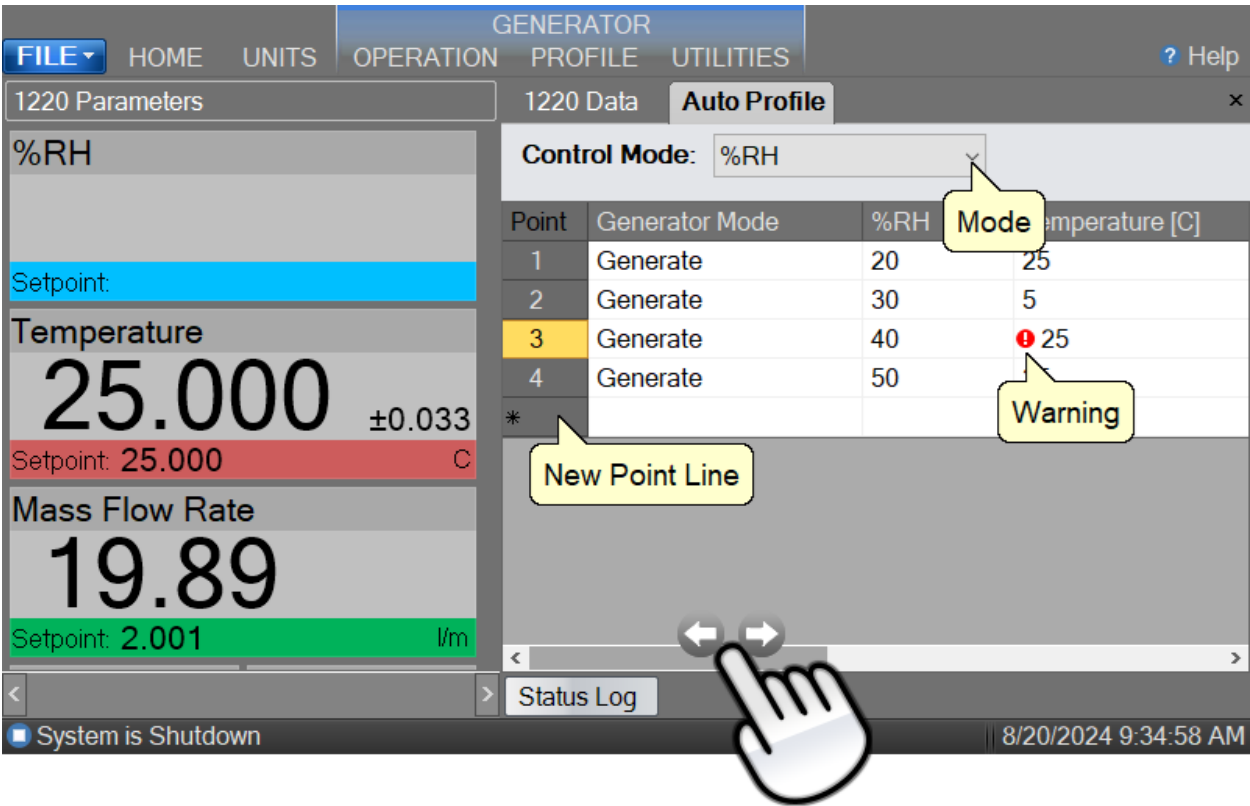 GENERATOR
FILE HOME UNITS OPERATION PROFILE UTILITIES ? Help
1220 Parameters
%RH
Setpoint:
Temperature
25.000 ±0.033
Setpoint: 25.000 C
Mass Flow Rate
19.89
Setpoint: 2.001 l/m
1220 Data Auto Profile ×
Control Mode: %RH
Mode
Point Generator Mode %RH emperature [C]
1 Generate 20 25
2 Generate 30 5
3 Generate 40 25
4 Generate 50
*
Warning
New Point Line
Status Log
System is Shutdown 8/20/2024 9:34:58 AM